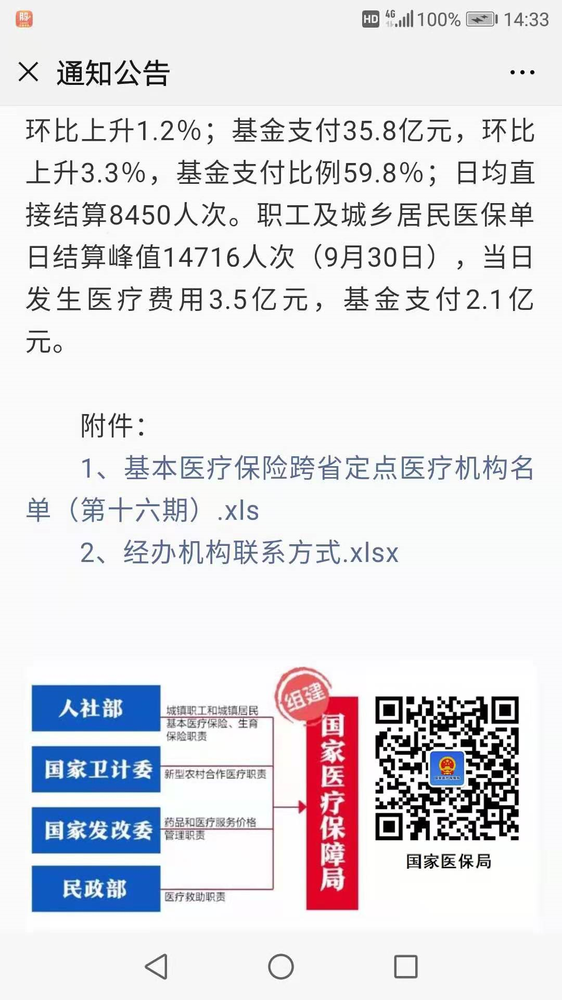 股
HD 4G 100% 14:33
通知公告
环比上升1.2%；基金支付35.8亿元，环比
上升3.3%，基金支付比例59.8%；日均直
接结算8450人次。职工及城乡居民医保单
日结算峰值14716人次（9月30日），当日
发生医疗费用3.5亿元，基金支付2.1亿
元。
附件：
1、基本医疗保险跨省定点医疗机构名
单（第十六期）.xls
2、经办机构联系方式.xlsx
人社部
城镇职工和城镇居民
基本医疗保险、生育
保险职责
国家卫计委
新型农村合作医疗职责
国家发改委
药品和医疗服务价格
管理职责
民政部
医疗救助职责
组建
国家医疗保障局
国家医疗保障局
国家医保局